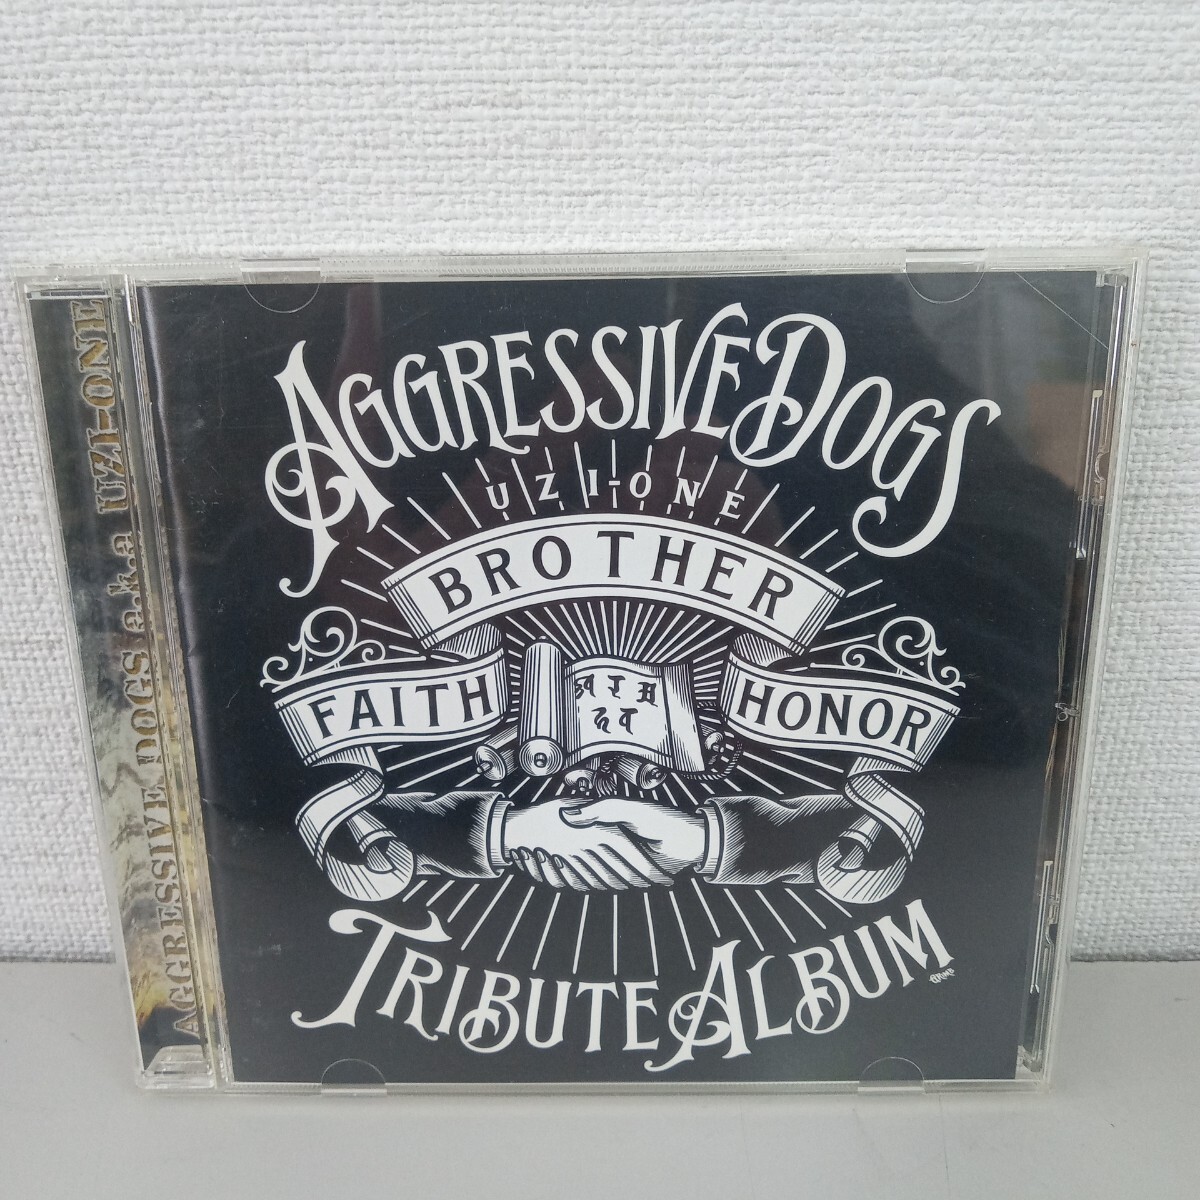 AGGRESSIVE DOGS
UZI-ONE
BROTHER
FAITH
HONOR
TRIBUTE ALBUM
AGGRESSIVE DOGS a.k.a UZI-ONE